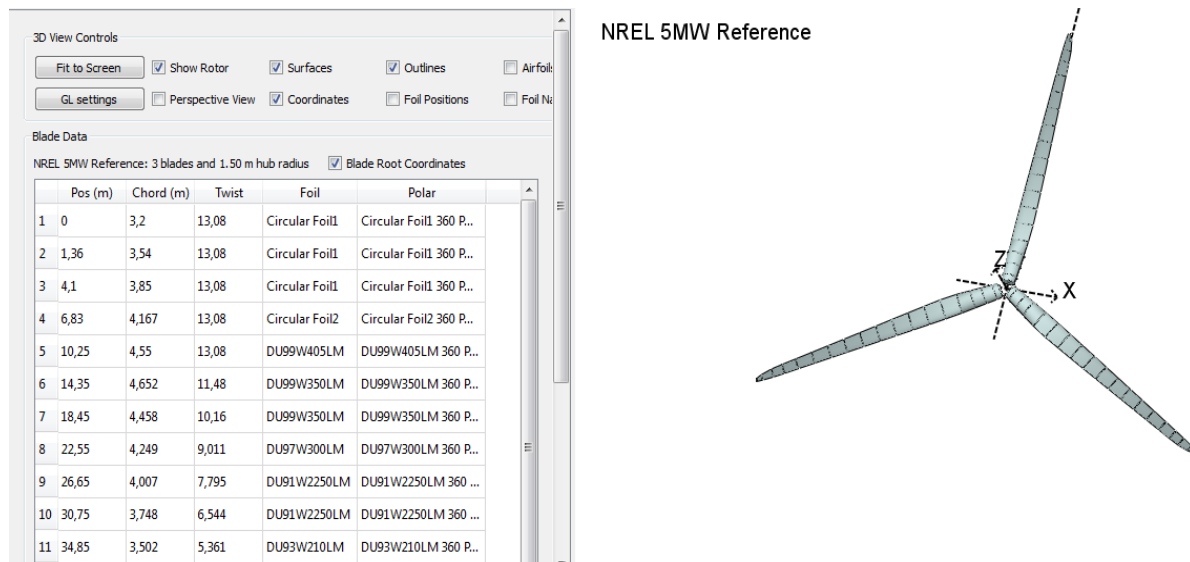 3D View Controls
Fit to Screen Show Rotor Surfaces Outlines Airfoils
GL settings Perspective View Coordinates Foil Positions Foil Na
Blade Data
NREL 5MW Reference: 3 blades and 1.50 m hub radius Blade Root Coordinates
Pos (m) Chord (m) Twist Foil Polar
1 0 3,2 13,08 Circular Foil1 Circular Foil1 360 P...
2 1,36 3,54 13,08 Circular Foil1 Circular Foil1 360 P...
3 4,1 3,85 13,08 Circular Foil1 Circular Foil1 360 P...
4 6,83 4,167 13,08 Circular Foil2 Circular Foil2 360 P...
5 10,25 4,55 13,08 DU99W405LM DU99W405LM 360 P...
6 14,35 4,652 11,48 DU99W350LM DU99W350LM 360 P...
7 18,45 4,458 10,16 DU99W350LM DU99W350LM 360 P...
8 22,55 4,249 9,011 DU97W300LM DU97W300LM 360 P...
9 26,65 4,007 7,795 DU91W2250LM DU91W2250LM 360 ...
10 30,75 3,748 6,544 DU91W2250LM DU91W2250LM 360 ...
11 34,85 3,502 5,361 DU93W210LM DU93W210LM 360 P...
NREL 5MW Reference
Z
X